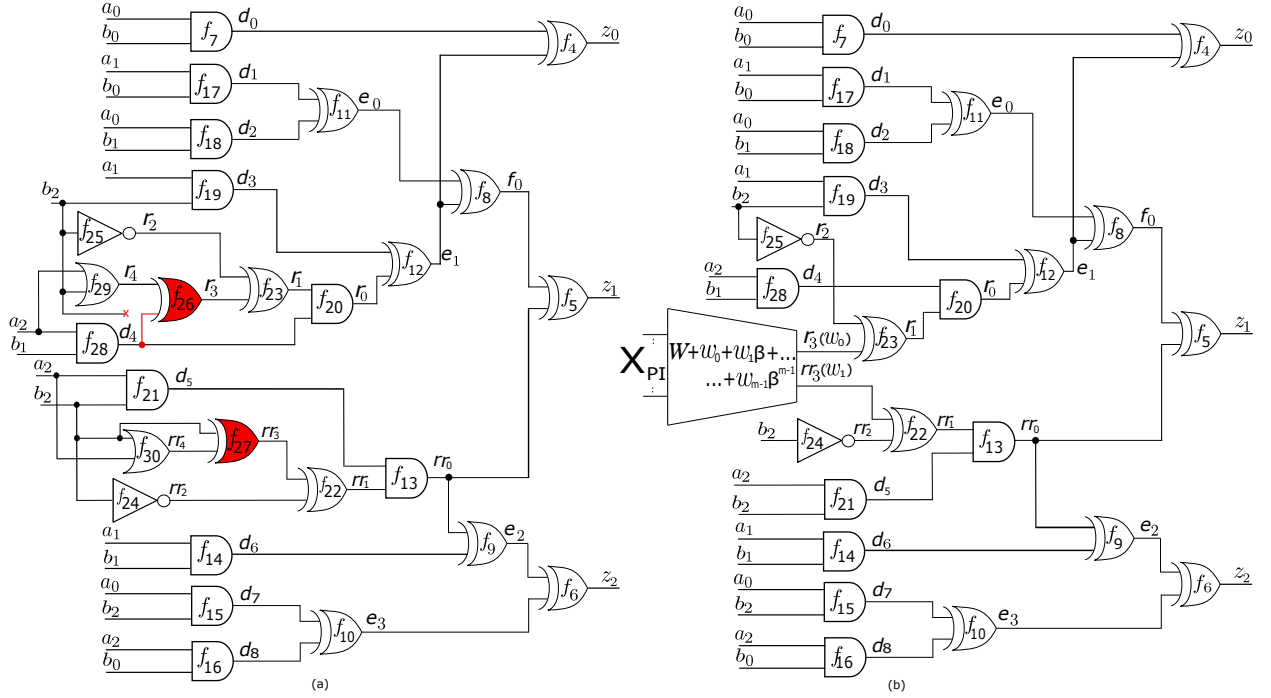 a₀ d₀ z₀
b₀ f₇ f₄
a₁ d₁
b₀ f₁₇ e₀
f₁₁
a₀ d₂
b₁ f₁₈
a₁ d₃ f₀
b₂ f₁₉ f₈
f₂₅ r₂
f₁₂ e₁
f₂₉ r₄ f₂₆ r₃ f₂₃ r₁ f₂₀ r₀
x
f₅ z₁
a₂ d₄
b₁ f₂₈
a₂ d₅
b₂ f₂₁
f₃₀ rr₄ f₂₇ rr₃
f₂₄ rr₂ f₂₂ rr₁ f₁₃ rr₀
a₁ d₆ e₂
b₁ f₁₄ f₉
a₀ d₇ f₆ z₂
b₂ f₁₅
f₁₀ e₃
a₂ d₈
b₀ f₁₆
(a)
a₀ d₀ z₀
b₀ f₇ f₄
a₁ d₁
b₀ f₁₇ e₀
f₁₁
a₀ d₂
b₁ f₁₈
a₁ d₃ f₀
b₂ f₁₉ f₈
f₂₅ r₂
f₁₂ e₁
a₂ d₄
b₁ f₂₈ f₂₀ r₀
f₂₃ r₁
f₅ z₁
X_PI W+w₀+w₁β+... r₃(w₀)
...+w_{m-1}β^{m-1} rr₃(w₁)
b₂ f₂₄ rr₂ f₂₂ rr₁ f₁₃ rr₀
a₂ d₅
b₂ f₂₁
a₁ d₆ e₂
b₁ f₁₄ f₉
a₀ d₇ f₆ z₂
b₂ f₁₅
f₁₀ e₃
a₂ d₈
b₀ f₁₆
(b)